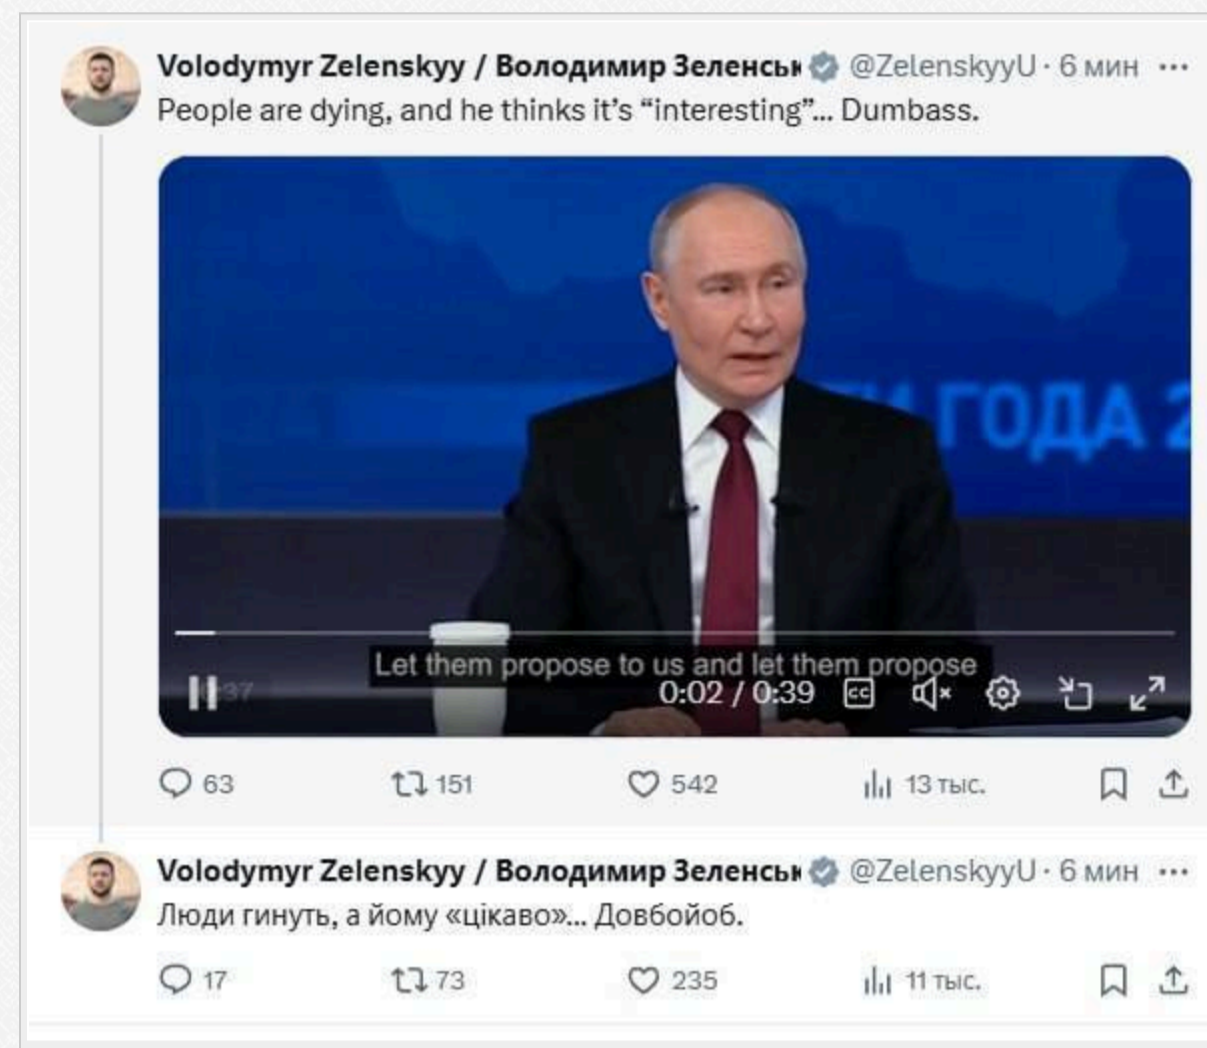 Volodymyr Zelenskyy / Володимир Зеленськ @ZelenskyyU · 6 мин
People are dying, and he thinks it’s “interesting”... Dumbass.
ГОДА 2
Let them propose to us and let them propose
0:02 / 0:39
63 151 542 13 тыс.
Volodymyr Zelenskyy / Володимир Зеленськ @ZelenskyyU · 6 мин
Люди гинуть, а йому «цікаво»... Довбойоб.
17 73 235 11 тыс.